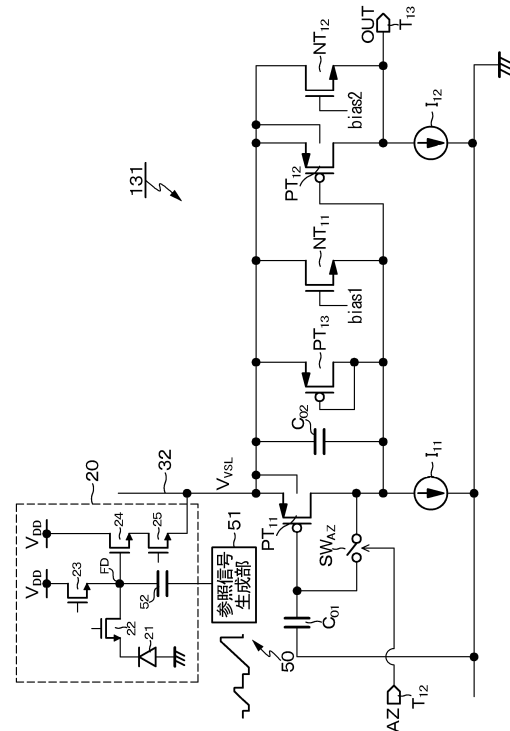 131
20
V_DD
V_DD
23
24
FD
25
22
21
52
32
V_VSL
参照信号
生成部
51
50
PT_11
C_02
PT_13
NT_11
bias1
PT_12
NT_12
bias2
OUT
T_13
C_01
SW_AZ
I_11
I_12
AZ
T_12